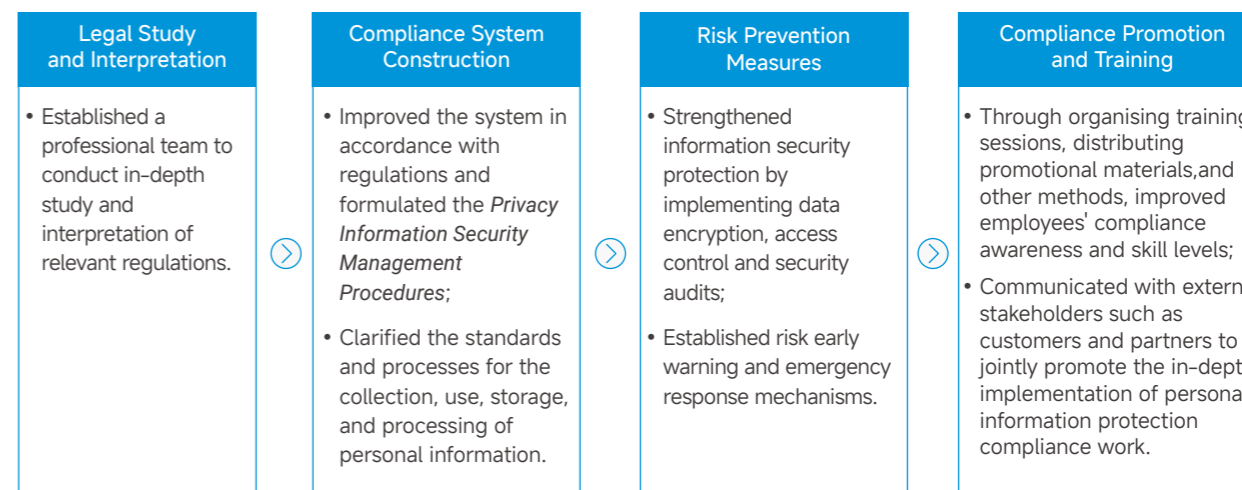 Legal Study
and Interpretation
• Established a
professional team to
conduct in-depth
study and
interpretation of
relevant regulations.
Compliance System
Construction
• Improved the system in
accordance with
regulations and
formulated the Privacy
Information Security
Management
Procedures;
• Clarified the standards
and processes for the
collection, use, storage,
and processing of
personal information.
Risk Prevention
Measures
• Strengthened
information security
protection by
implementing data
encryption, access
control and security
audits;
• Established risk early
warning and emergency
response mechanisms.
Compliance Promotion
and Training
• Through organising training
sessions, distributing
promotional materials,and
other methods, improved
employees' compliance
awareness and skill levels;
• Communicated with extern
stakeholders such as
customers and partners to
jointly promote the in-dept
implementation of persona
information protection
compliance work.